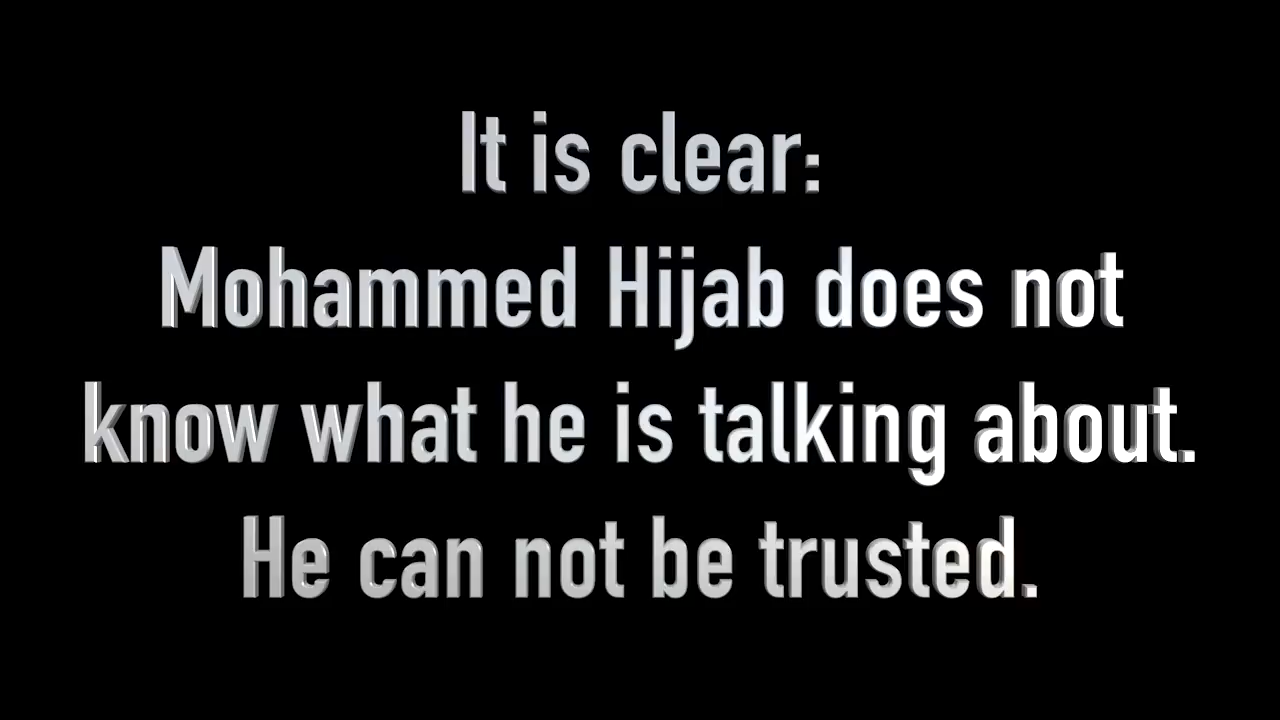 It is clear:
Mohammed Hijab does not
know what he is talking about.
He can not be trusted.